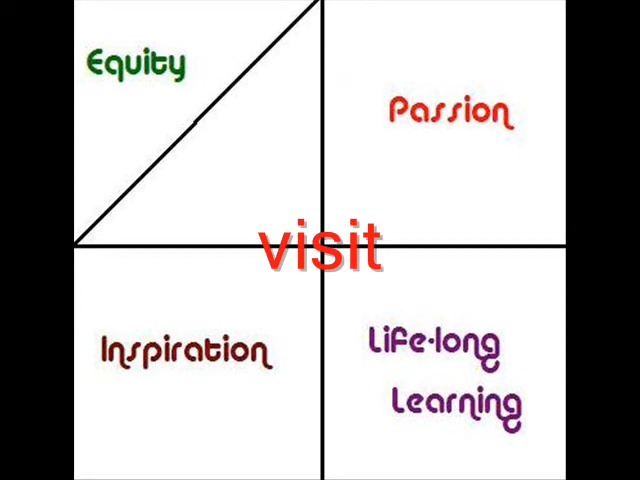 Equity
Passion
visit
Inspiration
Life-long
Learning